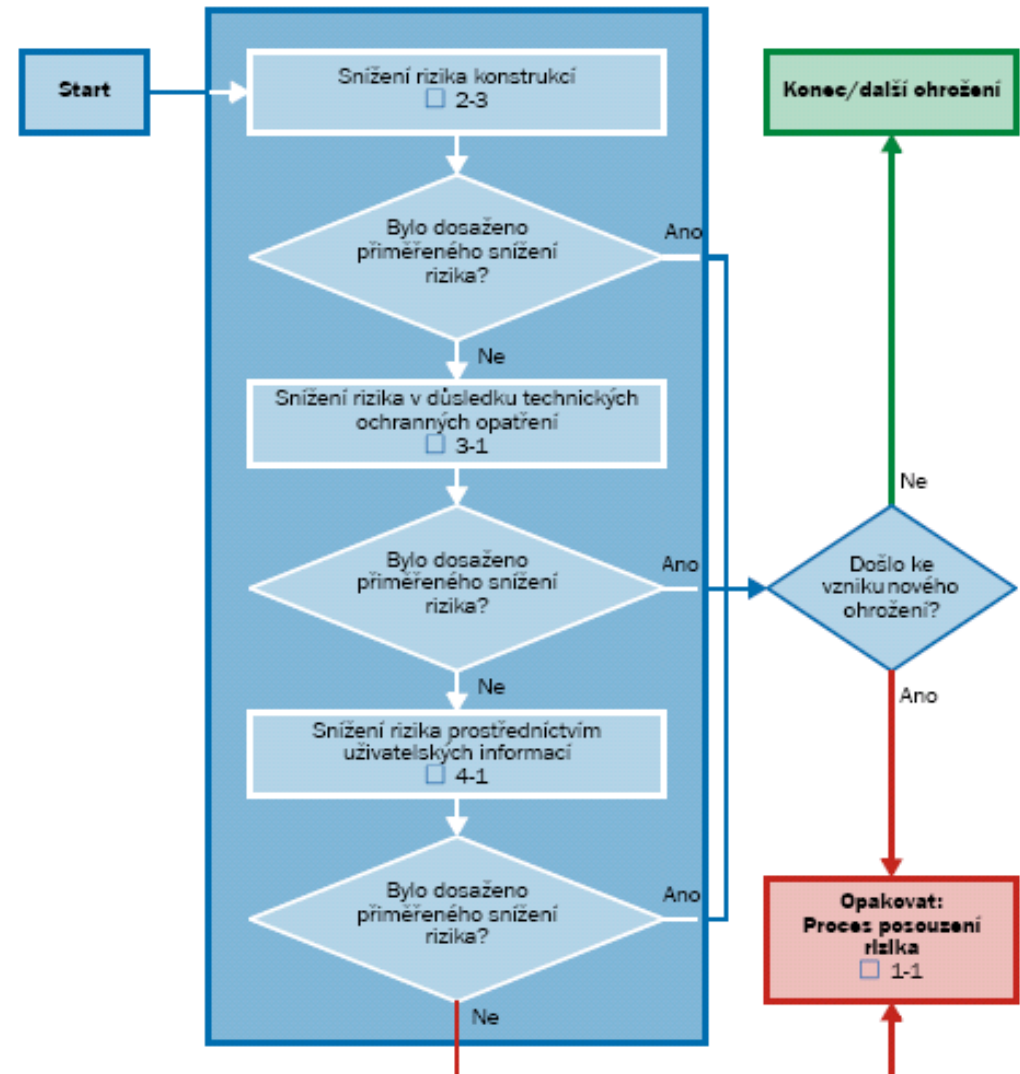 Start
Snížení rizika konstrukcí
2-3
Konec/další ohrožení
Bylo dosaženo
přiměřeného snížení
rizika?
Ano
Ne
Snížení rizika v důsledku technických
ochranných opatření
3-1
Ne
Bylo dosaženo
přiměřeného snížení
rizika?
Ano
Došlo ke
vzniku nového
ohrožení?
Ne
Ano
Snížení rizika prostřednictvím
uživatelských informací
4-1
Bylo dosaženo
přiměřeného snížení
rizika?
Ano
Opakovat:
Proces posouzení
rizika
1-1
Ne